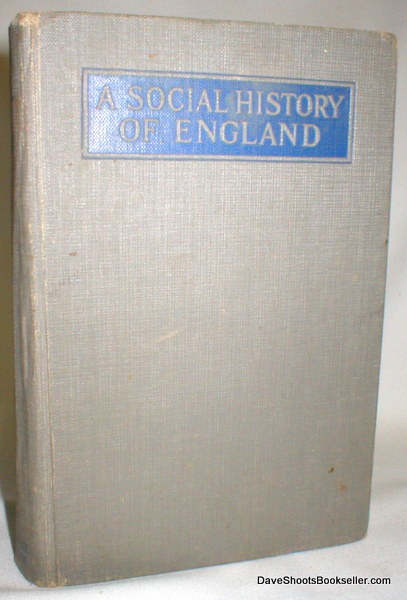 A SOCIAL HISTORY
OF ENGLAND
DaveShootsBookseller.com